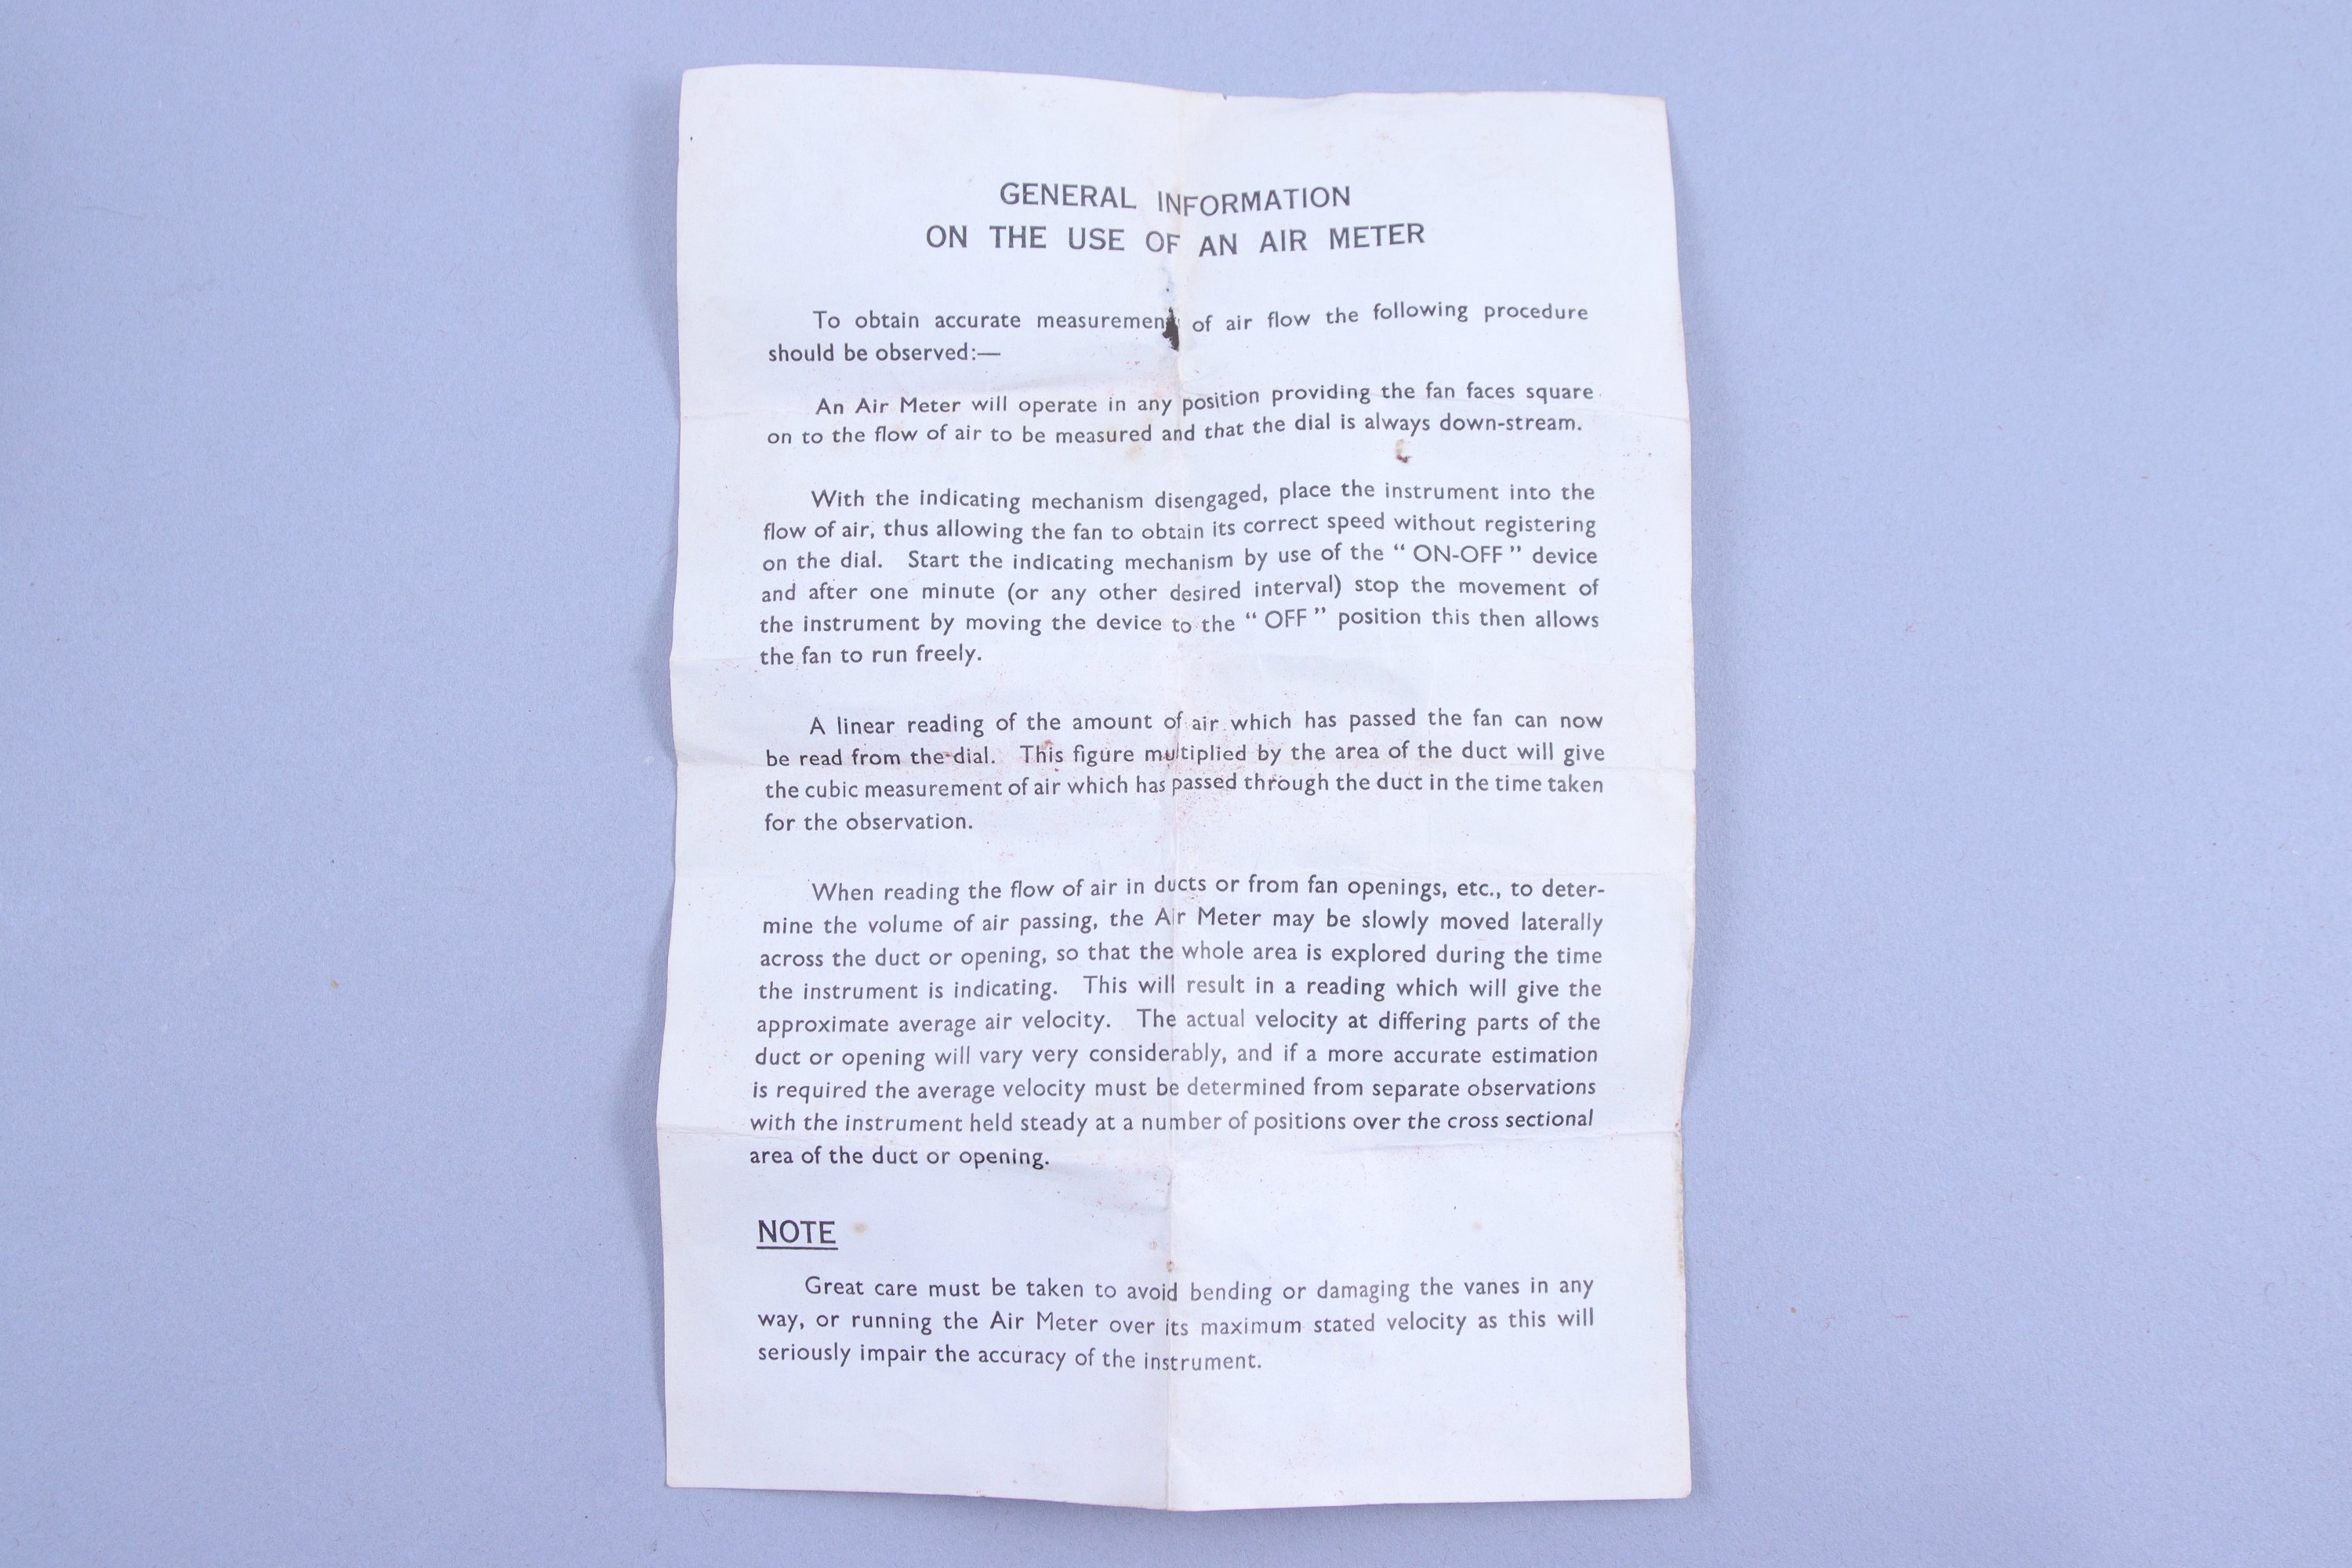 GENERAL INFORMATION
ON THE USE OF AN AIR METER
To obtain accurate measurement of air flow the following procedure
should be observed:—
An Air Meter will operate in any position providing the fan faces square
on to the flow of air to be measured and that the dial is always down-stream.
With the indicating mechanism disengaged, place the instrument into the
flow of air, thus allowing the fan to obtain its correct speed without registering
on the dial. Start the indicating mechanism by use of the “ ON-OFF ” device
and after one minute (or any other desired interval) stop the movement of
the instrument by moving the device to the “ OFF ” position this then allows
the fan to run freely.
A linear reading of the amount of air which has passed the fan can now
be read from the dial. This figure multiplied by the area of the duct will give
the cubic measurement of air which has passed through the duct in the time taken
for the observation.
When reading the flow of air in ducts or from fan openings, etc., to deter-
mine the volume of air passing, the Air Meter may be slowly moved laterally
across the duct or opening, so that the whole area is explored during the time
the instrument is indicating. This will result in a reading which will give the
approximate average air velocity. The actual velocity at differing parts of the
duct or opening will vary very considerably, and if a more accurate estimation
is required the average velocity must be determined from separate observations
with the instrument held steady at a number of positions over the cross sectional
area of the duct or opening.
NOTE
Great care must be taken to avoid bending or damaging the vanes in any
way, or running the Air Meter over its maximum stated velocity as this will
seriously impair the accuracy of the instrument.